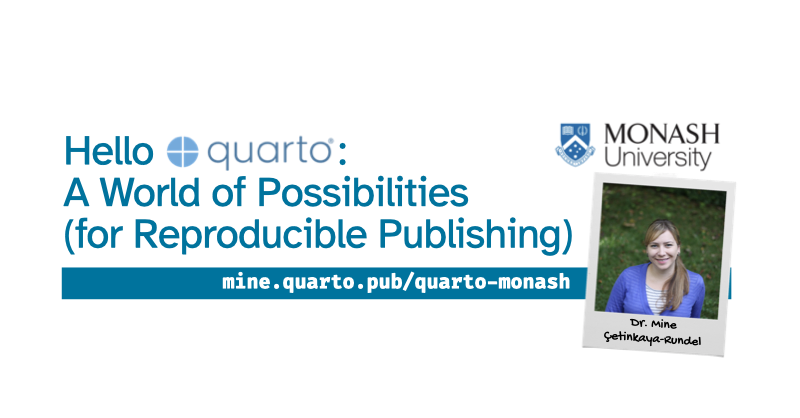 Hello quarto®:
A World of Possibilities
(for Reproducible Publishing)
mine.quarto.pub/quarto-monash
MONASH
University
Dr. Mine
Çetinkaya-Rundel